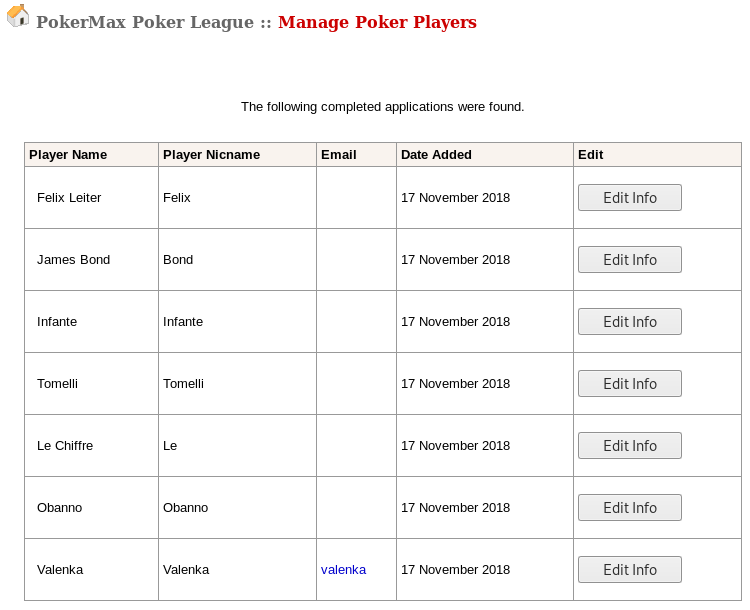 PokerMax Poker League :: Manage Poker Players
The following completed applications were found.
Player Name Player Nicname Email Date Added Edit
Felix Leiter Felix 17 November 2018 Edit Info
James Bond Bond 17 November 2018 Edit Info
Infante Infante 17 November 2018 Edit Info
Tomelli Tomelli 17 November 2018 Edit Info
Le Chiffre Le 17 November 2018 Edit Info
Obanno Obanno 17 November 2018 Edit Info
Valenka Valenka valenka 17 November 2018 Edit Info